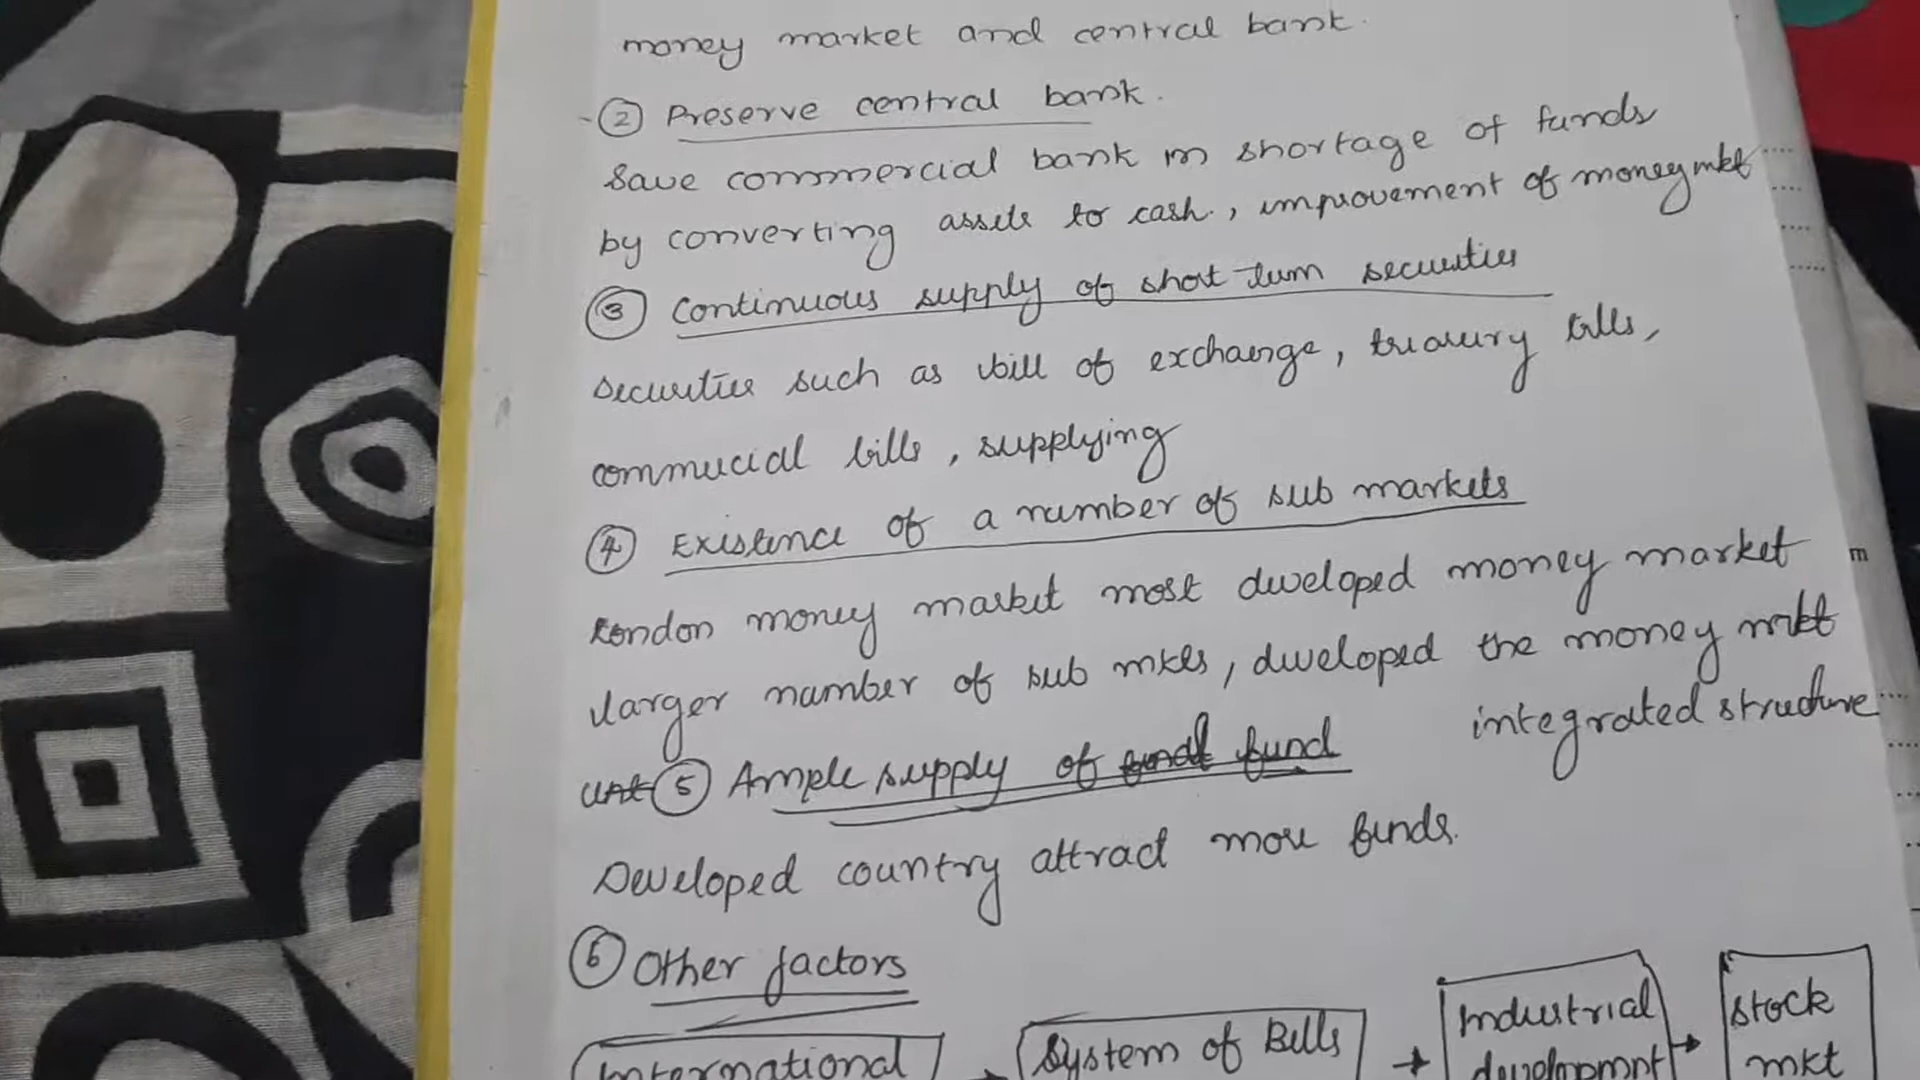 money market and central bank.
② Preserve central bank.
Save commercial bank in shortage of funds
by converting assets to cash., improvement of money mkt
③ Continuous supply of short term securities
Securities such as bill of exchange, treasury bills,
commercial bills, supplying
④ Existence of a number of sub markets
London money market most developed money market
larger number of sub mkts, developed the money mkt
integrated structure
⑤ Ample supply of fund
Developed country attract more funds.
⑥ Other factors
International → System of Bills → Industrial development → Stock mkt
m